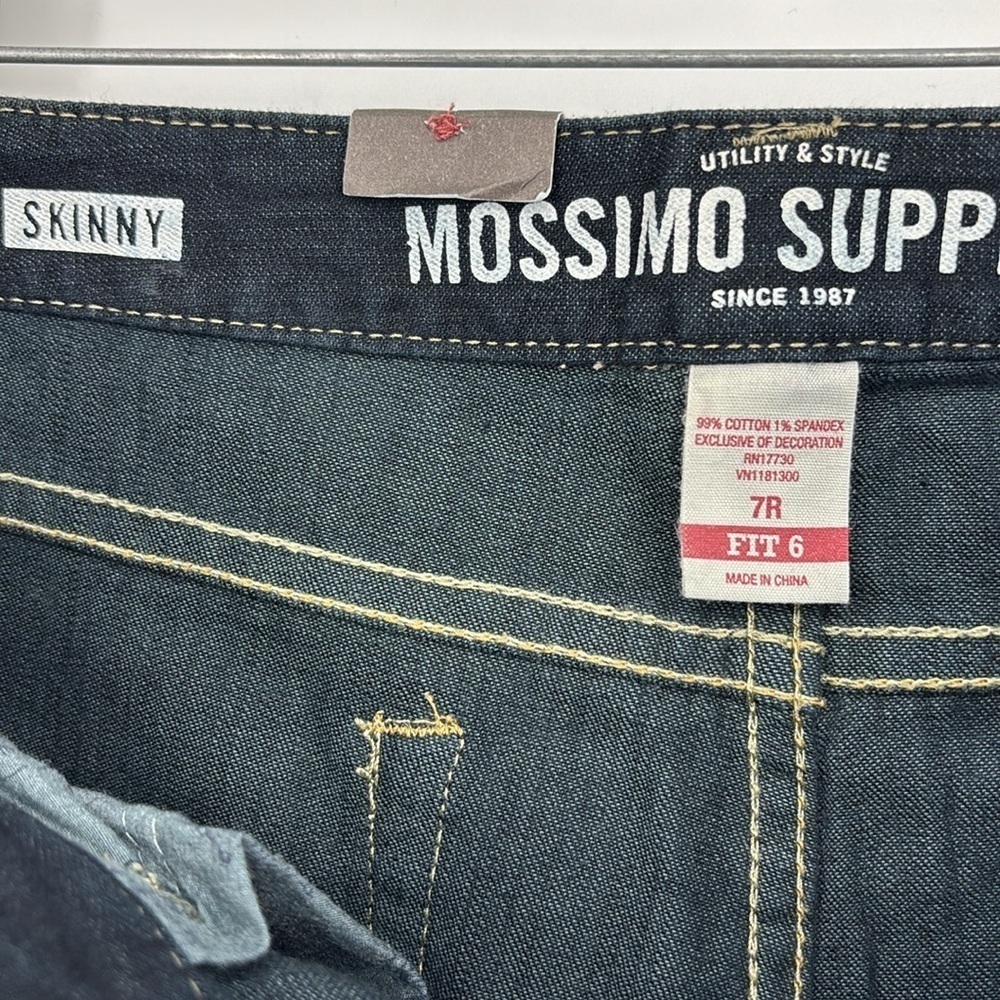 SKINNY
UTILITY & STYLE
MOSSIMO SUPP
SINCE 1987
99% COTTON 1% SPANDEX
EXCLUSIVE OF DECORATION
RN17730
VN1181300
7R
FIT 6
MADE IN CHINA